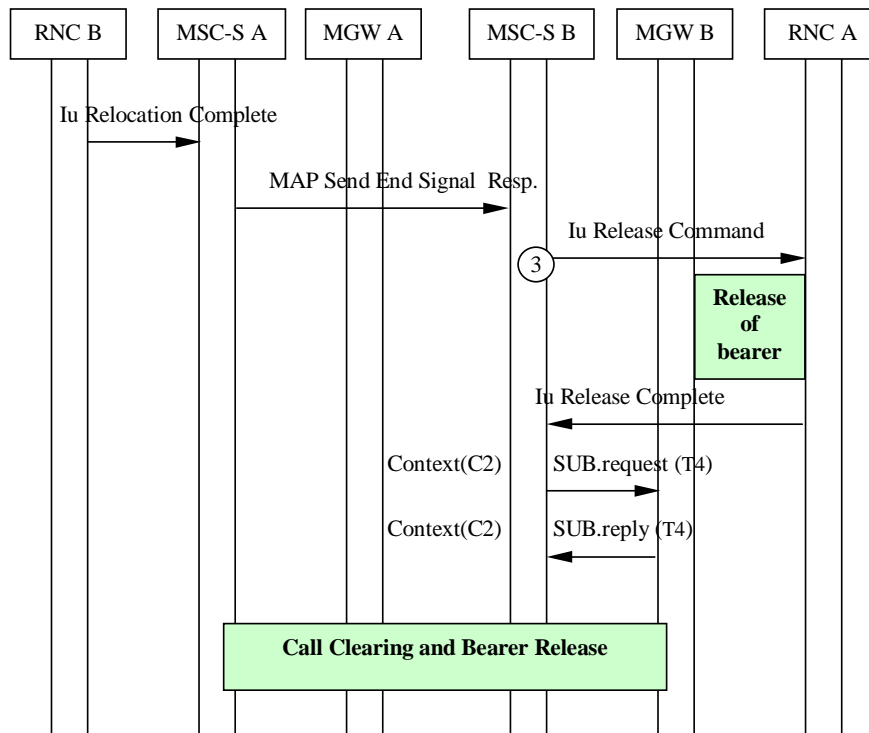 RNC B MSC-S A MGW A MSC-S B MGW B RNC A
Iu Relocation Complete
MAP Send End Signal Resp.
Iu Release Command
3
Release
of
bearer
Iu Release Complete
Context(C2) SUB.request (T4)
Context(C2) SUB.reply (T4)
Call Clearing and Bearer Release